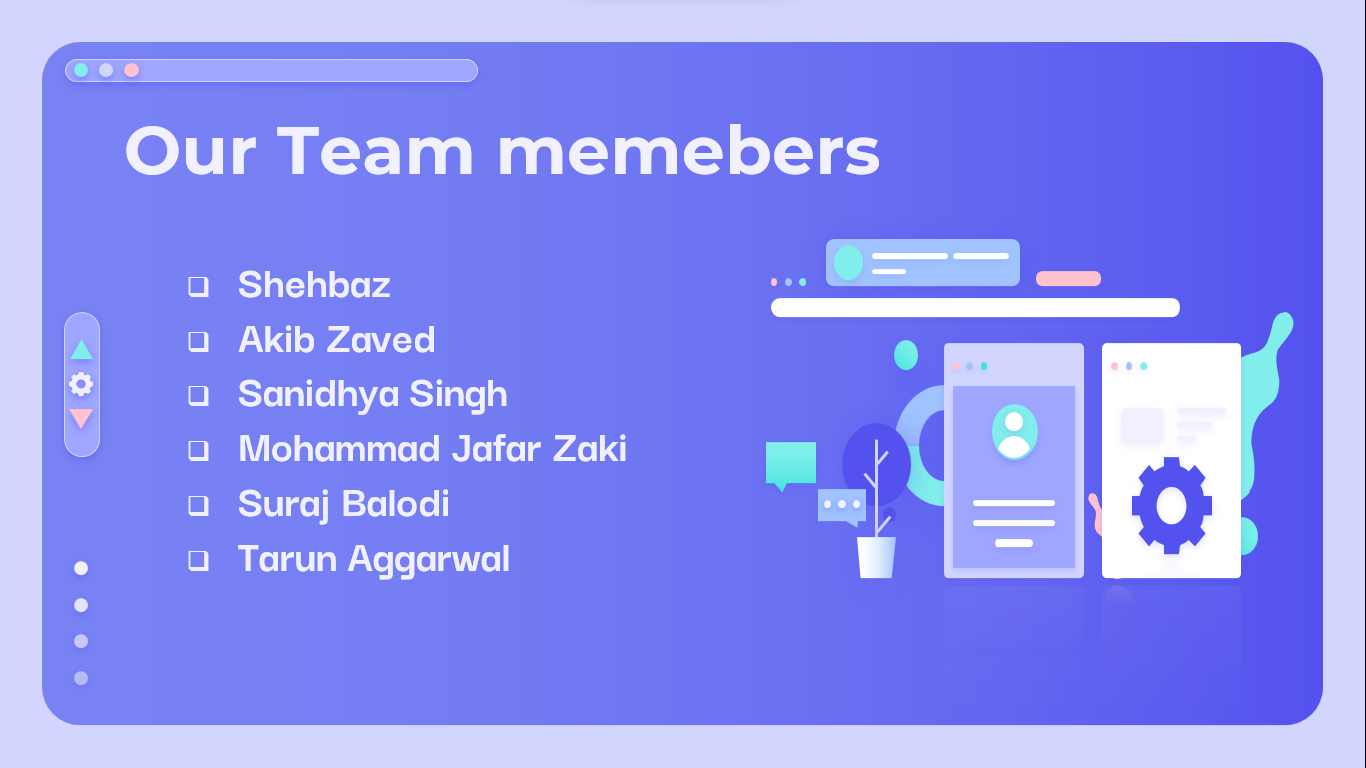 Our Team memebers
❑ Shehbaz
❑ Akib Zaved
❑ Sanidhya Singh
❑ Mohammad Jafar Zaki
❑ Suraj Balodi
❑ Tarun Aggarwal